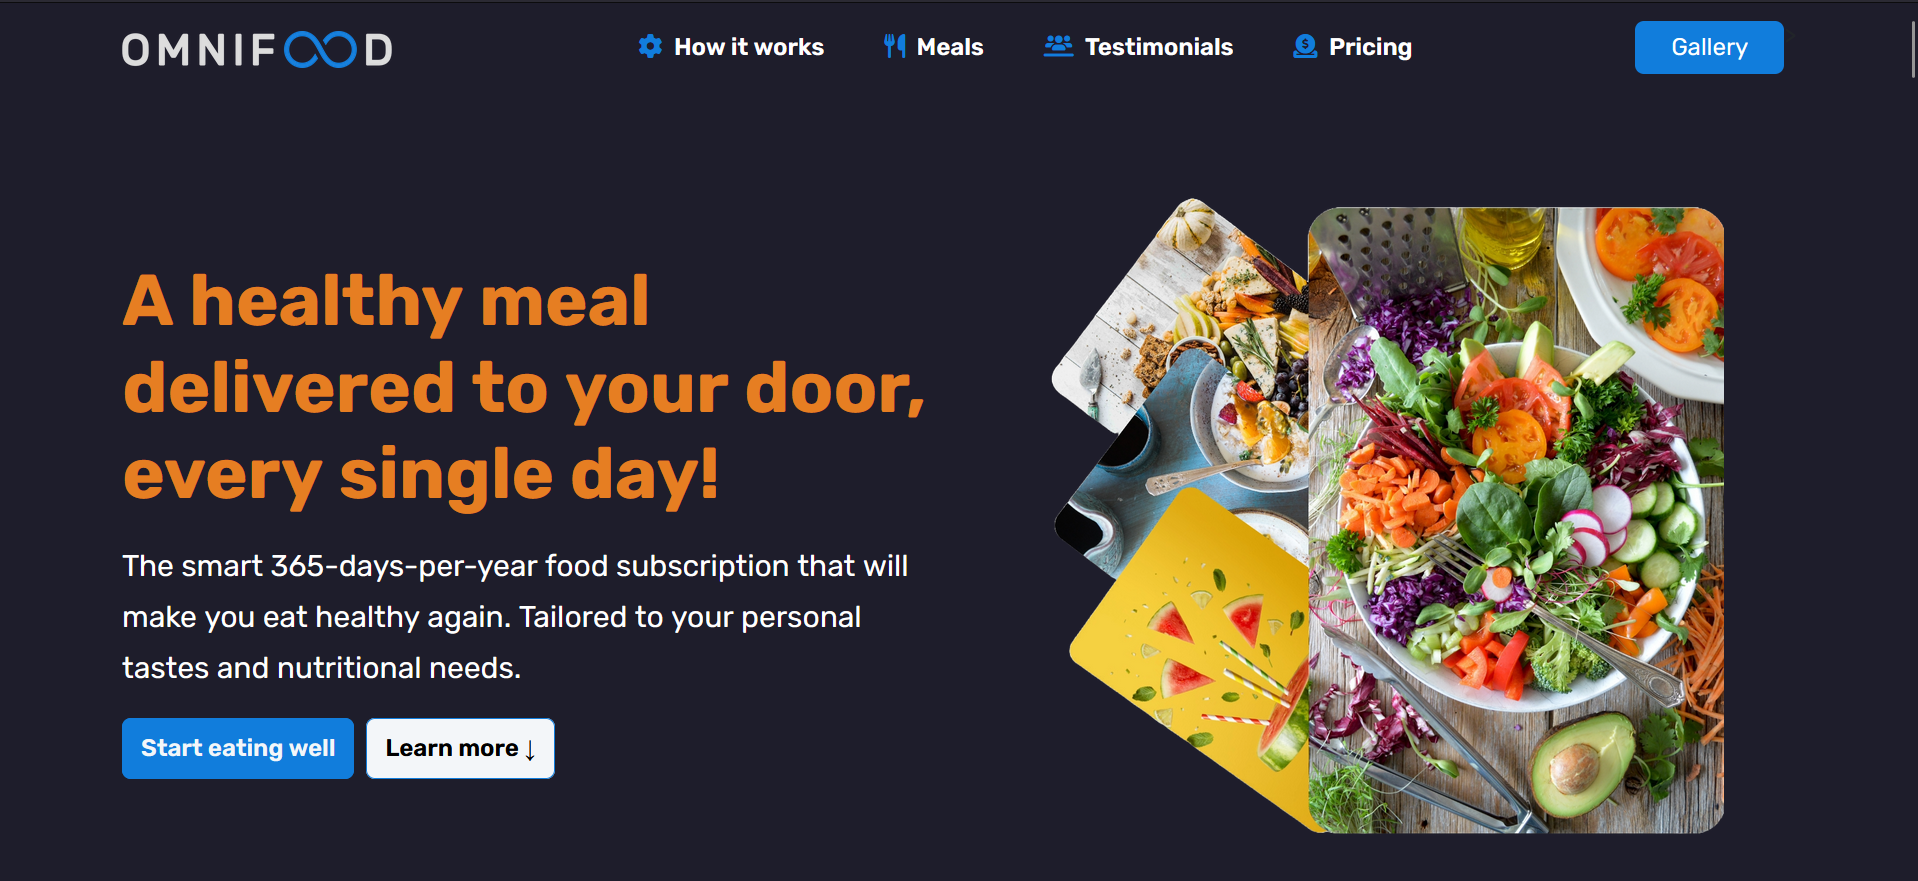 OMNIFOOD
How it works
Meals
Testimonials
Pricing
Gallery
A healthy meal
delivered to your door,
every single day!
The smart 365-days-per-year food subscription that will
make you eat healthy again. Tailored to your personal
tastes and nutritional needs.
Start eating well
Learn more ↓